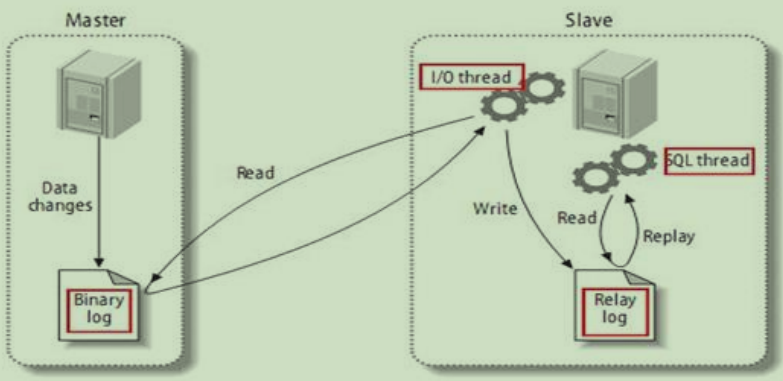 Master
Slave
I/O thread
SQL thread
Read
Data
changes
Write
Read
Replay
Binary
log
Relay
log